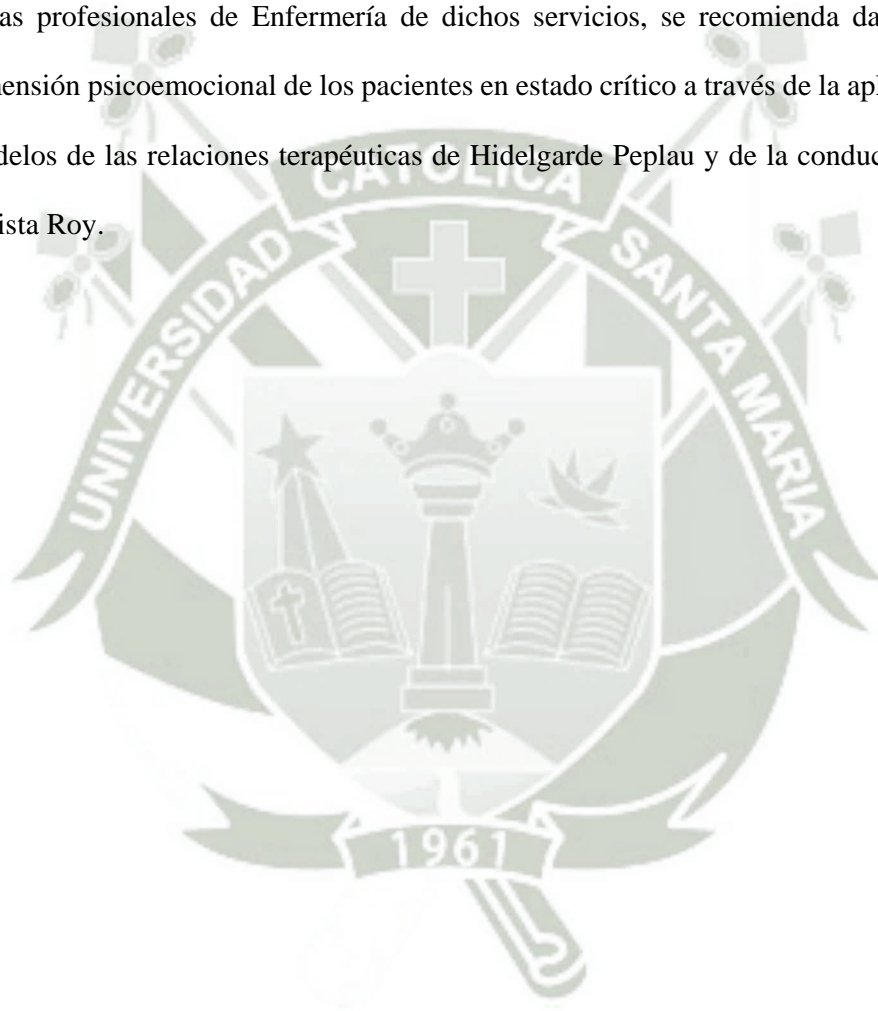 as profesionales de Enfermería de dichos servicios, se recomienda da
ensión psicoemocional de los pacientes en estado crítico a través de la apl
delos de las relaciones terapéuticas de Hidelgarde Peplau y de la conduc
ista Roy.
UNIVERSIDAD CATOLICA SANTA MARIA
1961